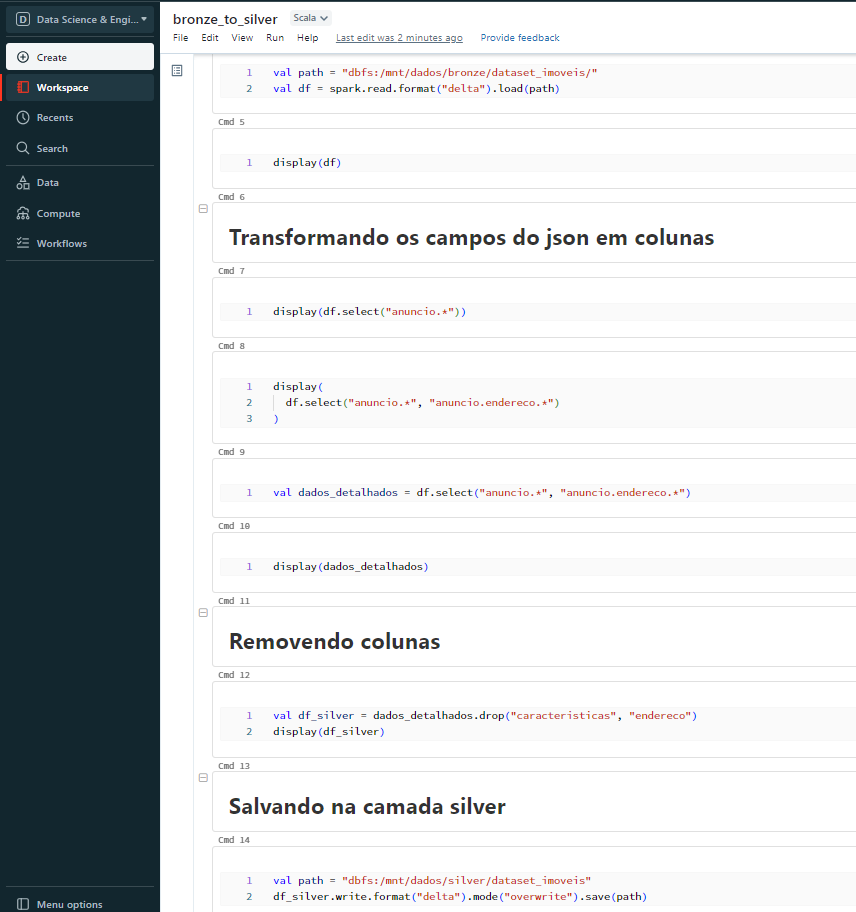 D Data Science & Engi...
Create
Workspace
Recents
Search
Data
Compute
Workflows
Menu options
bronze_to_silver Scala
File Edit View Run Help Last edit was 2 minutes ago Provide feedback
1 val path = "dbfs:/mnt/dados/bronze/dataset_imoveis/"
2 val df = spark.read.format("delta").load(path)
Cmd 5
1 display(df)
Cmd 6
Transformando os campos do json em colunas
Cmd 7
1 display(df.select("anuncio.*"))
Cmd 8
1 display(
2 df.select("anuncio.*", "anuncio.endereco.*")
3 )
Cmd 9
1 val dados_detalhados = df.select("anuncio.*", "anuncio.endereco.*")
Cmd 10
1 display(dados_detalhados)
Cmd 11
Removendo colunas
Cmd 12
1 val df_silver = dados_detalhados.drop("caracteristicas", "endereco")
2 display(df_silver)
Cmd 13
Salvando na camada silver
Cmd 14
1 val path = "dbfs:/mnt/dados/silver/dataset_imoveis"
2 df_silver.write.format("delta").mode("overwrite").save(path)